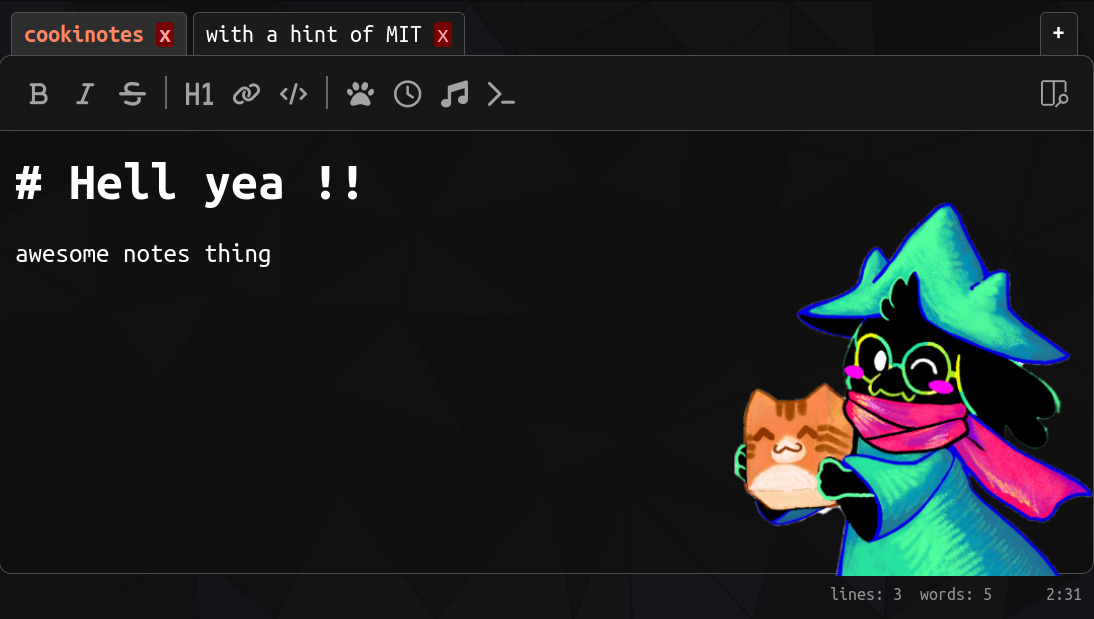 cookinotes x with a hint of MIT x +
B I S H1 </>
# Hell yea !!
awesome notes thing
lines: 3 words: 5 2:31